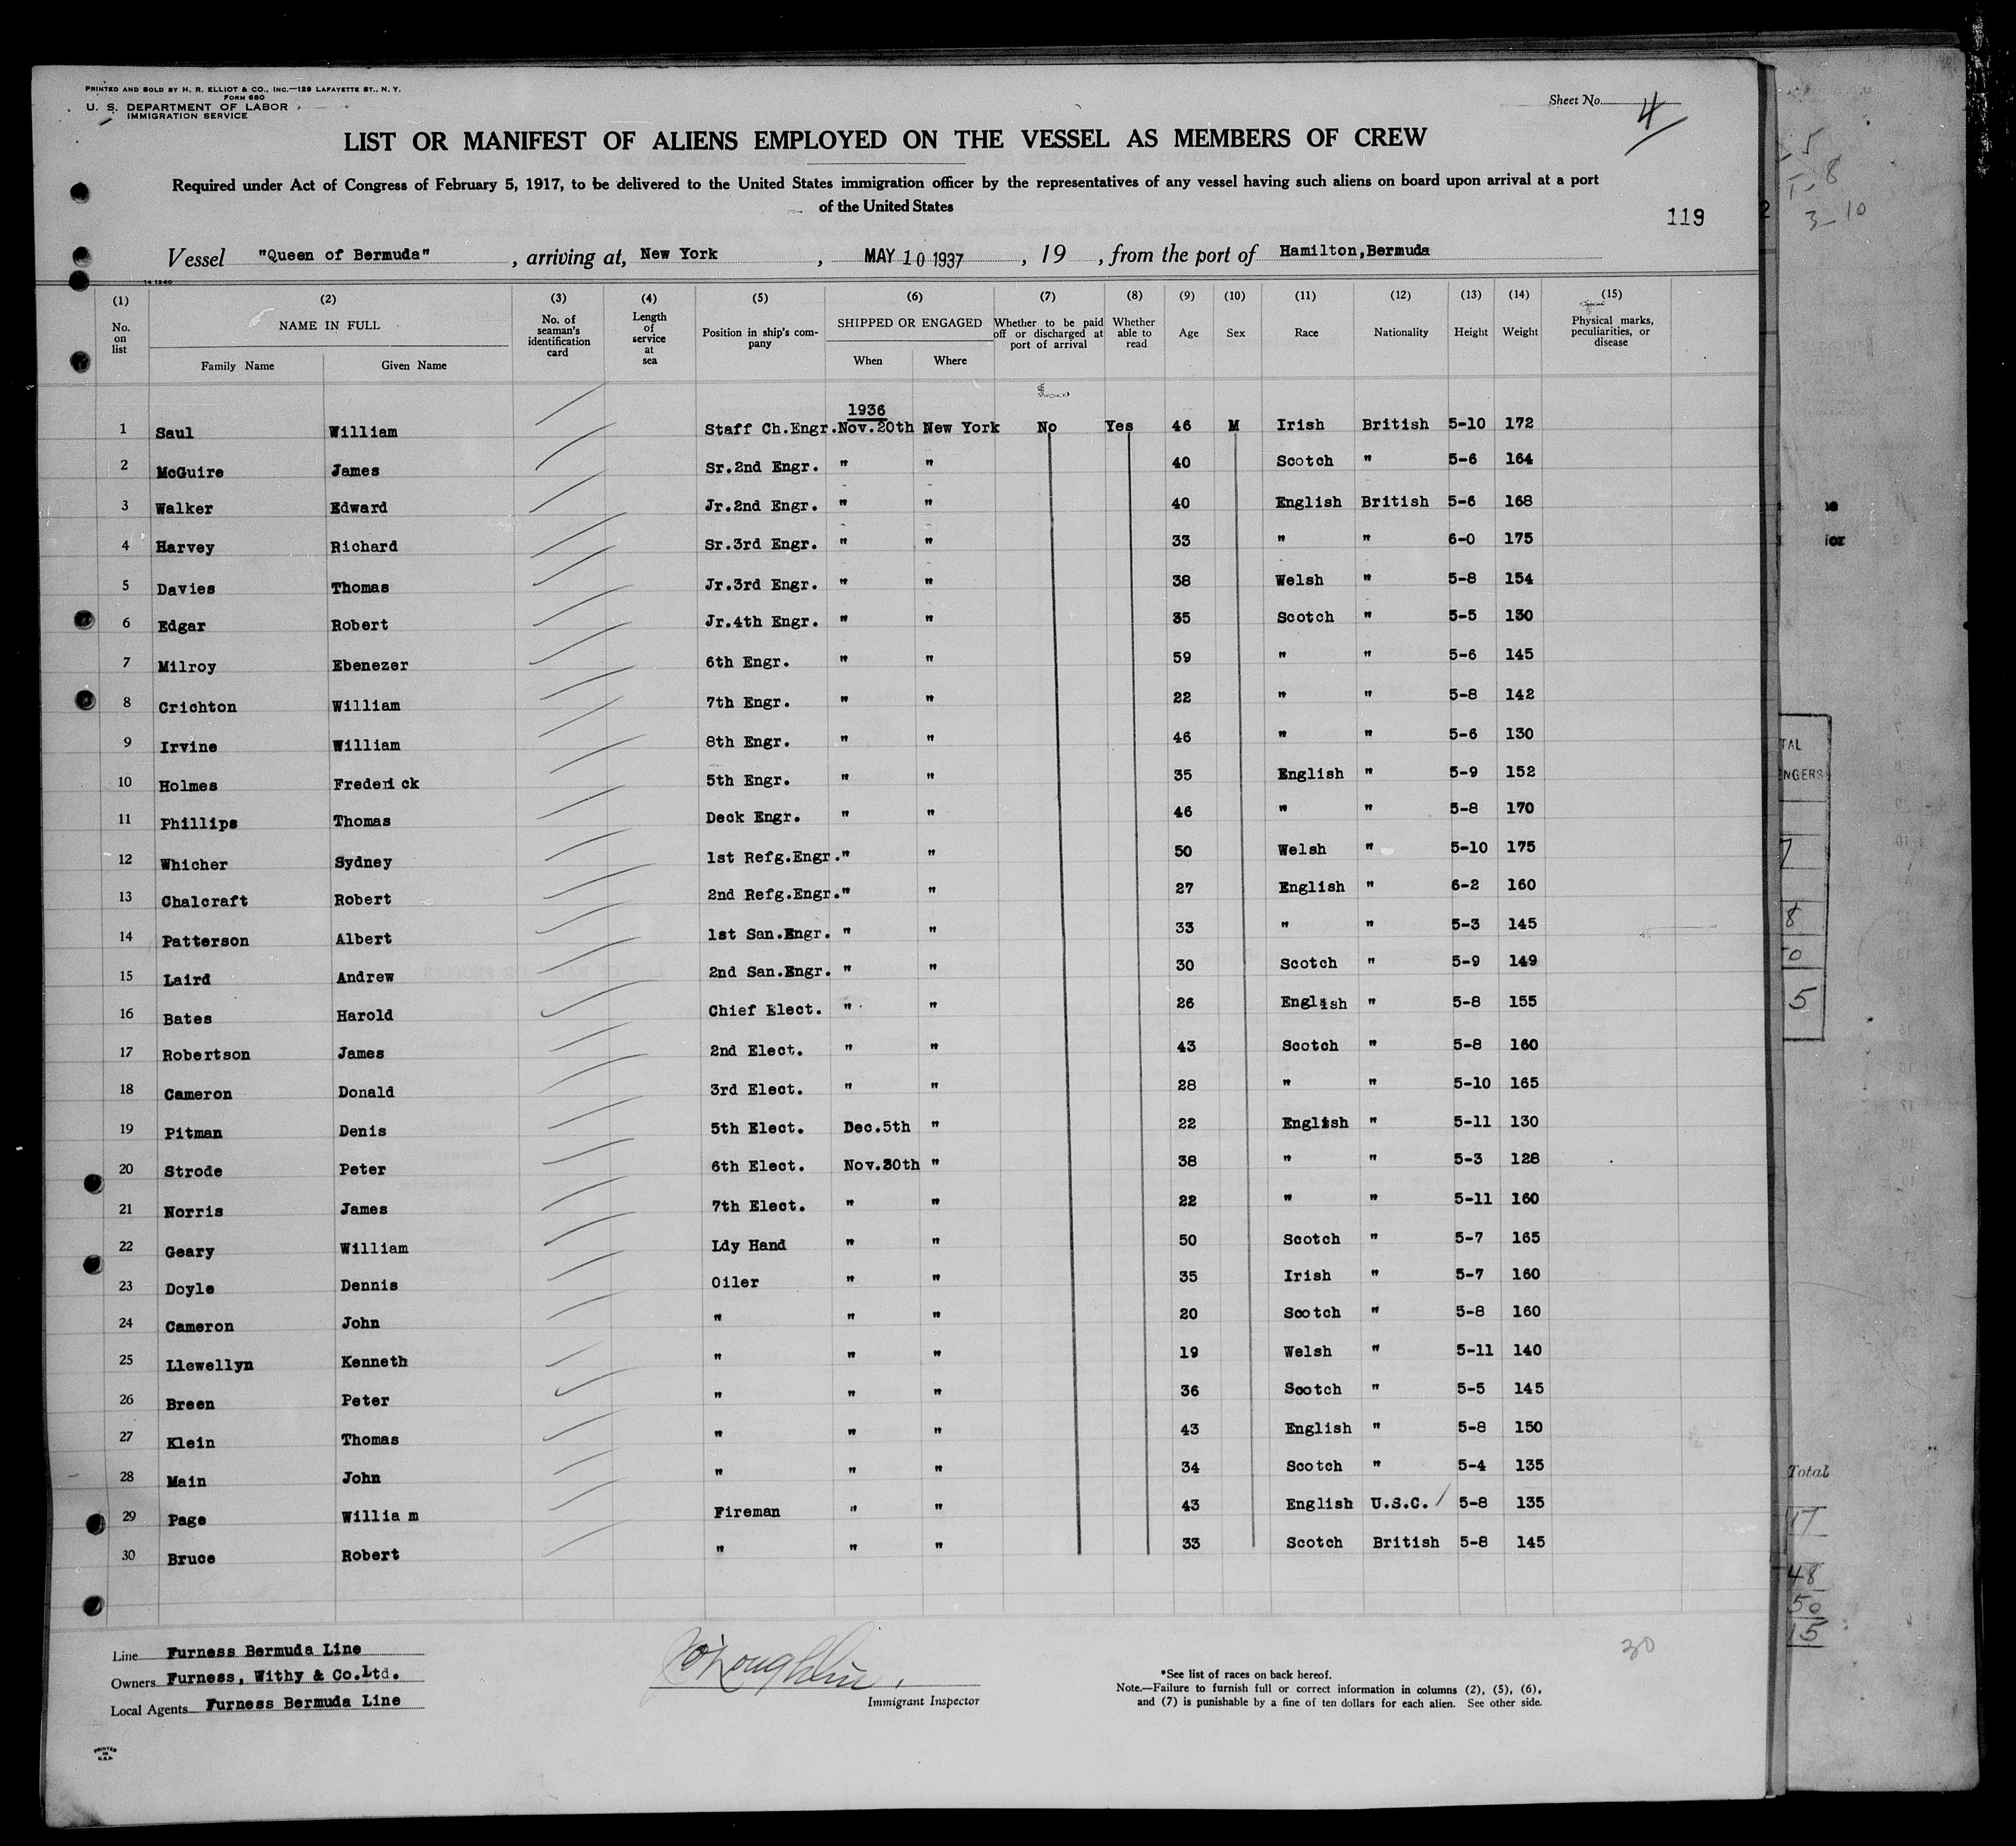 PRINTED AND SOLD BY H. R. ELLIOT & CO., INC.—129 LAFAYETTE ST., N. Y.
FORM 680
U. S. DEPARTMENT OF LABOR
IMMIGRATION SERVICE
Sheet No. 4
LIST OR MANIFEST OF ALIENS EMPLOYED ON THE VESSEL AS MEMBERS OF CREW
Required under Act of Congress of February 5, 1917, to be delivered to the United States immigration officer by the representatives of any vessel having such aliens on board upon arrival at a port
of the United States
119
Vessel "Queen of Bermuda", arriving at, New York, MAY 10 1937, 19, from the port of Hamilton,Bermuda
(1) (2) (3) (4) (5) (6) (7) (8) (9) (10) (11) (12) (13) (14) (15)
No. on list NAME IN FULL Family Name Given Name No. of seaman's identification card Length of service at sea Position in ship's company SHIPPED OR ENGAGED When Where Whether to be paid off or discharged at port of arrival Whether able to read Age Sex Race Nationality Height Weight Physical marks, peculiarities, or disease
1936
1 Saul William Staff Ch.Engr. Nov.20th New York No Yes 46 M Irish British 5-10 172
2 McGuire James Sr.2nd Engr. " " 40 Scotch " 5-6 164
3 Walker Edward Jr.2nd Engr. " " 40 English British 5-6 168
4 Harvey Richard Sr.3rd Engr. " " 33 " " 6-0 175
5 Davies Thomas Jr.3rd Engr. " " 38 Welsh " 5-8 154
6 Edgar Robert Jr.4th Engr. " " 35 Scotch " 5-5 130
7 Milroy Ebenezer 6th Engr. " " 59 " " 5-6 145
8 Crichton William 7th Engr. " " 22 " " 5-8 142
9 Irvine William 8th Engr. " " 46 " " 5-6 130
10 Holmes Frederick 5th Engr. " " 35 English " 5-9 152
11 Phillips Thomas Deck Engr. " " 46 " " 5-8 170
12 Whicher Sydney 1st Refg.Engr. " " 50 Welsh " 5-10 175
13 Chalcraft Robert 2nd Refg.Engr. " " 27 English " 6-2 160
14 Patterson Albert 1st San.Engr. " " 33 " " 5-3 145
15 Laird Andrew 2nd San.Engr. " " 30 Scotch " 5-9 149
16 Bates Harold Chief Elect. " " 26 English " 5-8 155
17 Robertson James 2nd Elect. " " 43 Scotch " 5-8 160
18 Cameron Donald 3rd Elect. " " 28 " " 5-10 165
19 Pitman Denis 5th Elect. Dec.5th " 22 English " 5-11 130
20 Strode Peter 6th Elect. Nov.20th " 38 " " 5-3 128
21 Norris James 7th Elect. " " 22 " " 5-11 160
22 Geary William Ldy Hand " " 50 Scotch " 5-7 165
23 Doyle Dennis Oiler " " 35 Irish " 5-7 160
24 Cameron John " " " 20 Scotch " 5-8 160
25 Llewellyn Kenneth " " " 19 Welsh " 5-11 140
26 Breen Peter " " " 36 Scotch " 5-5 145
27 Klein Thomas " " " 43 English " 5-8 150
28 Main John " " " 34 Scotch " 5-4 135
29 Page William Fireman " " 43 English U.S.C. 5-8 135
30 Bruce Robert " " " 33 Scotch British 5-8 145
30
Line Furness Bermuda Line
Owners Furness, Withy & Co.Ltd.
Local Agents Furness Bermuda Line
Immigrant Inspector
*See list of races on back hereof.
Note.—Failure to furnish full or correct information in columns (2), (5), (6),
and (7) is punishable by a fine of ten dollars for each alien. See other side.
PRINTED
IN
U.S.A.
Total
48
50
15